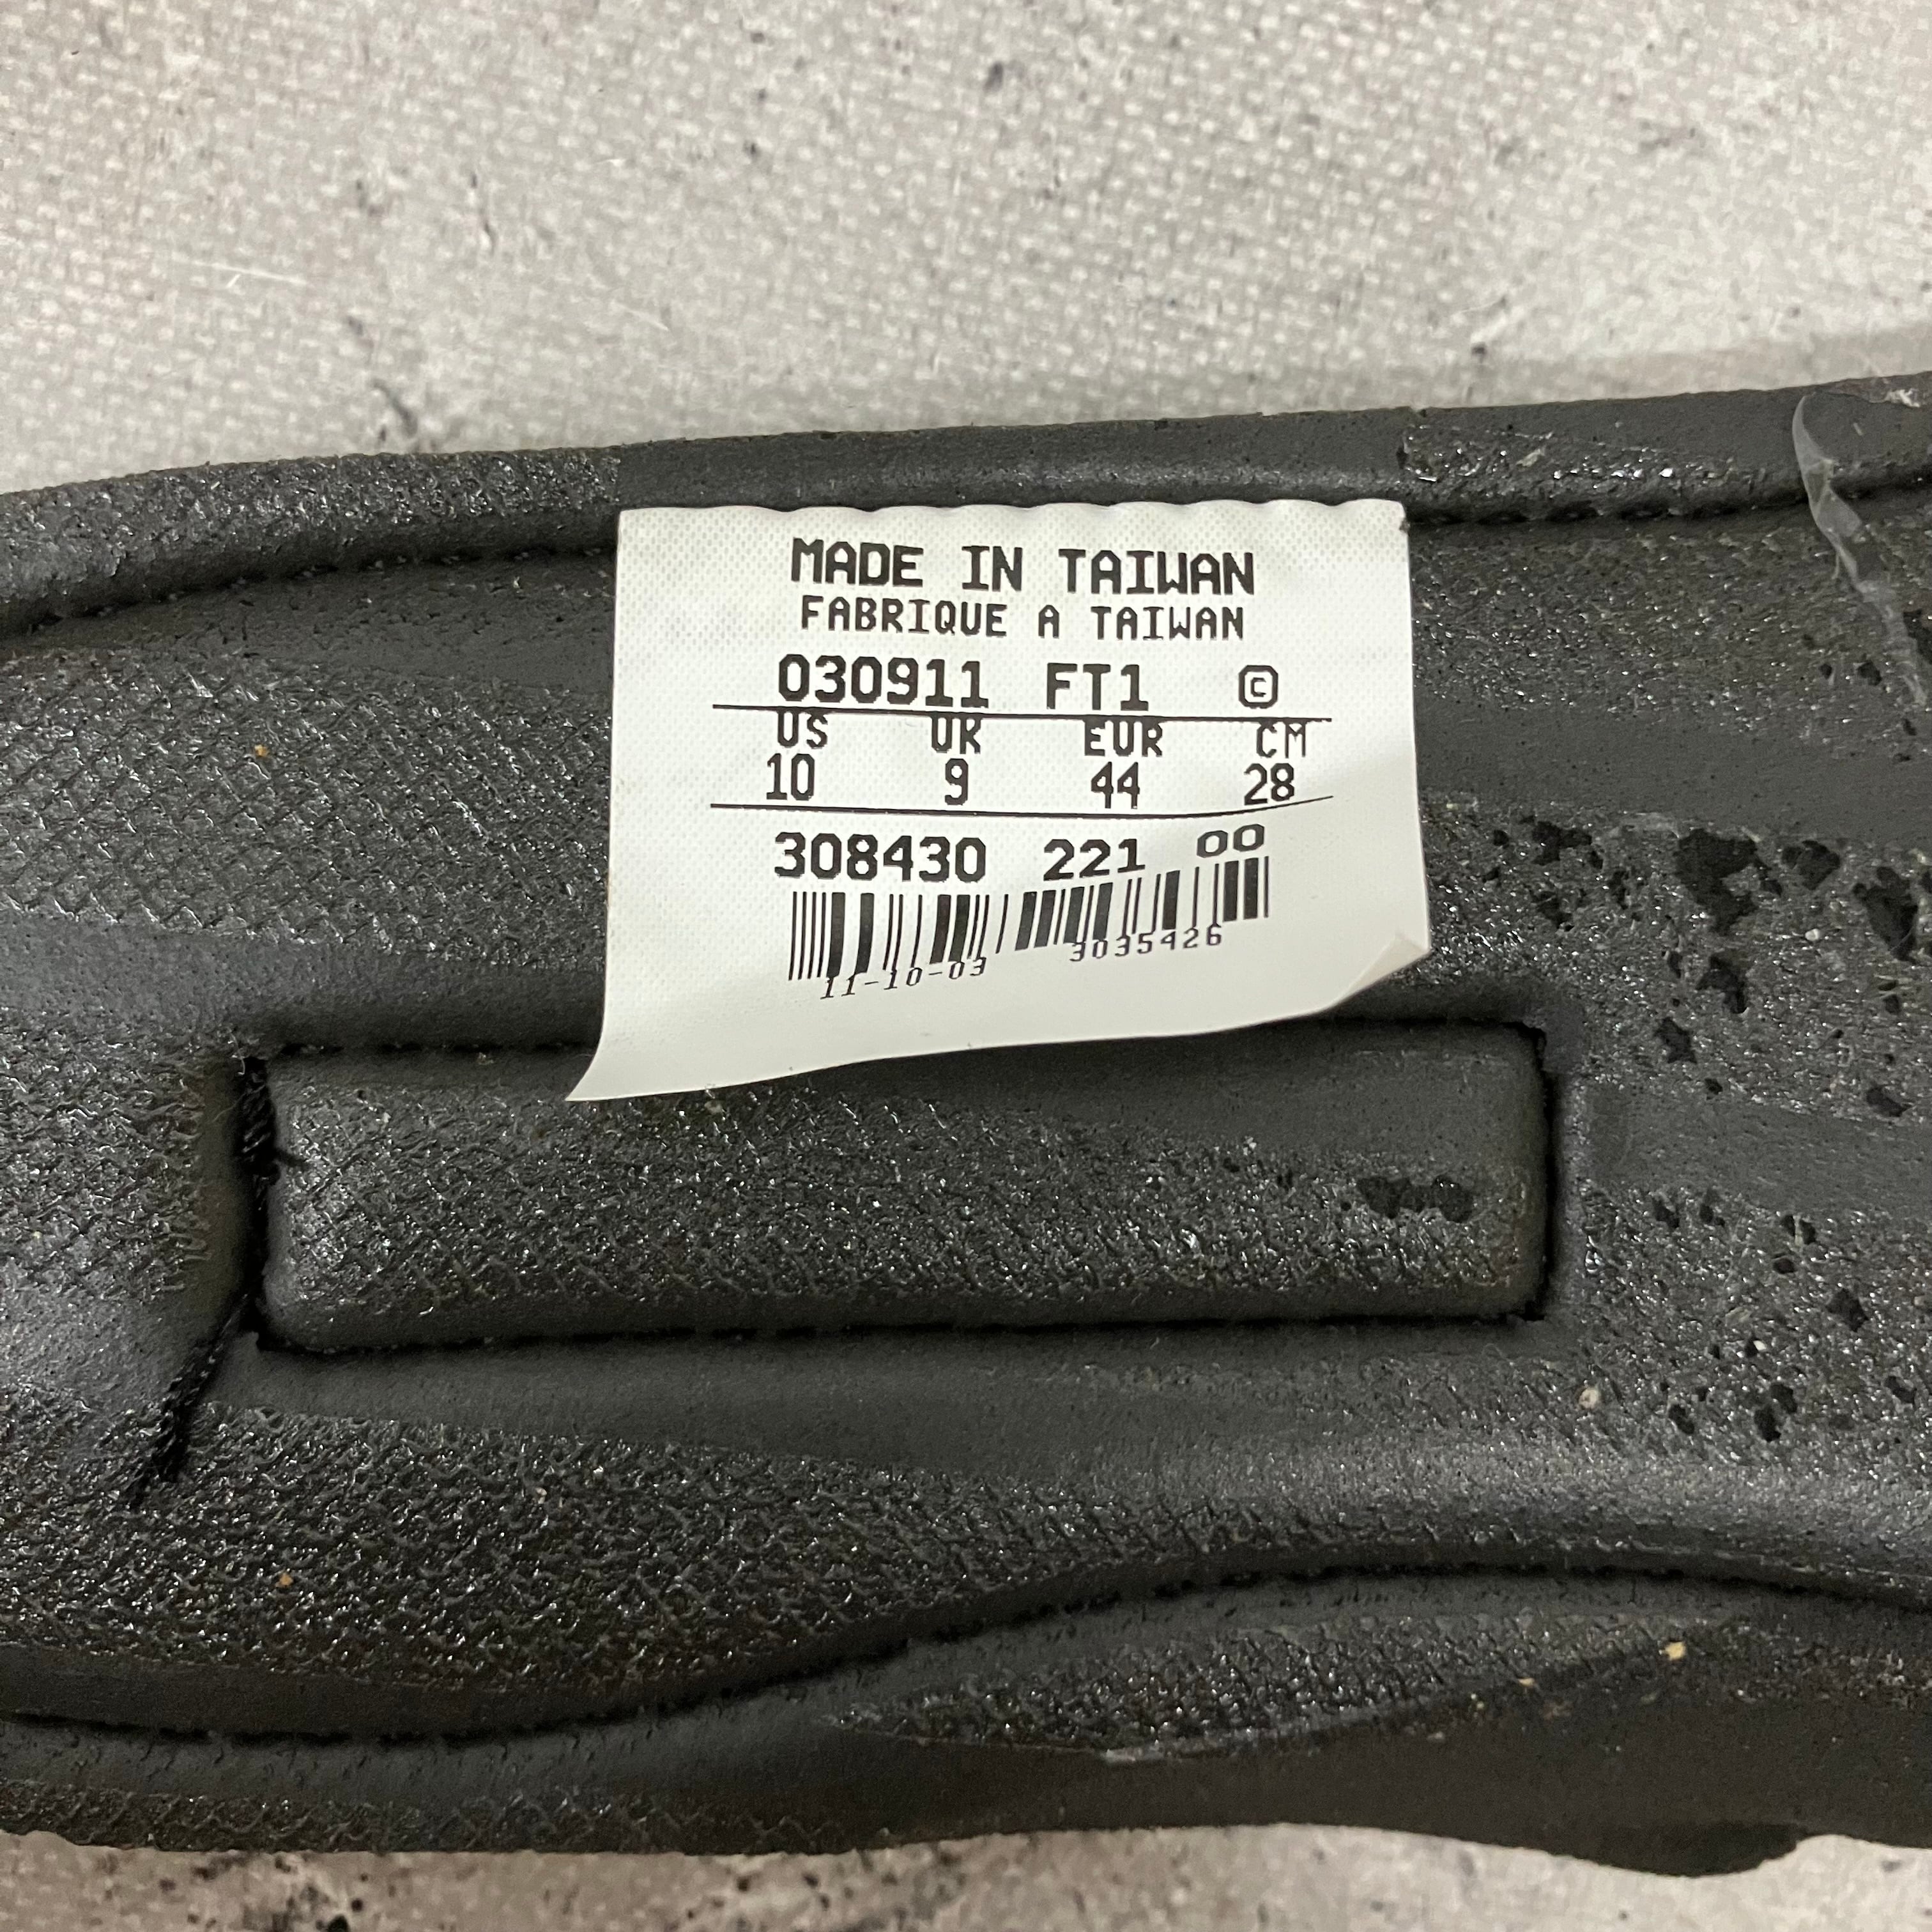 MADE IN TAIWAN
FABRIQUE A TAIWAN
030911 FT1 ©
US UK EUR CM
10 9 44 28
308430 221 00
11-10-03 3035426